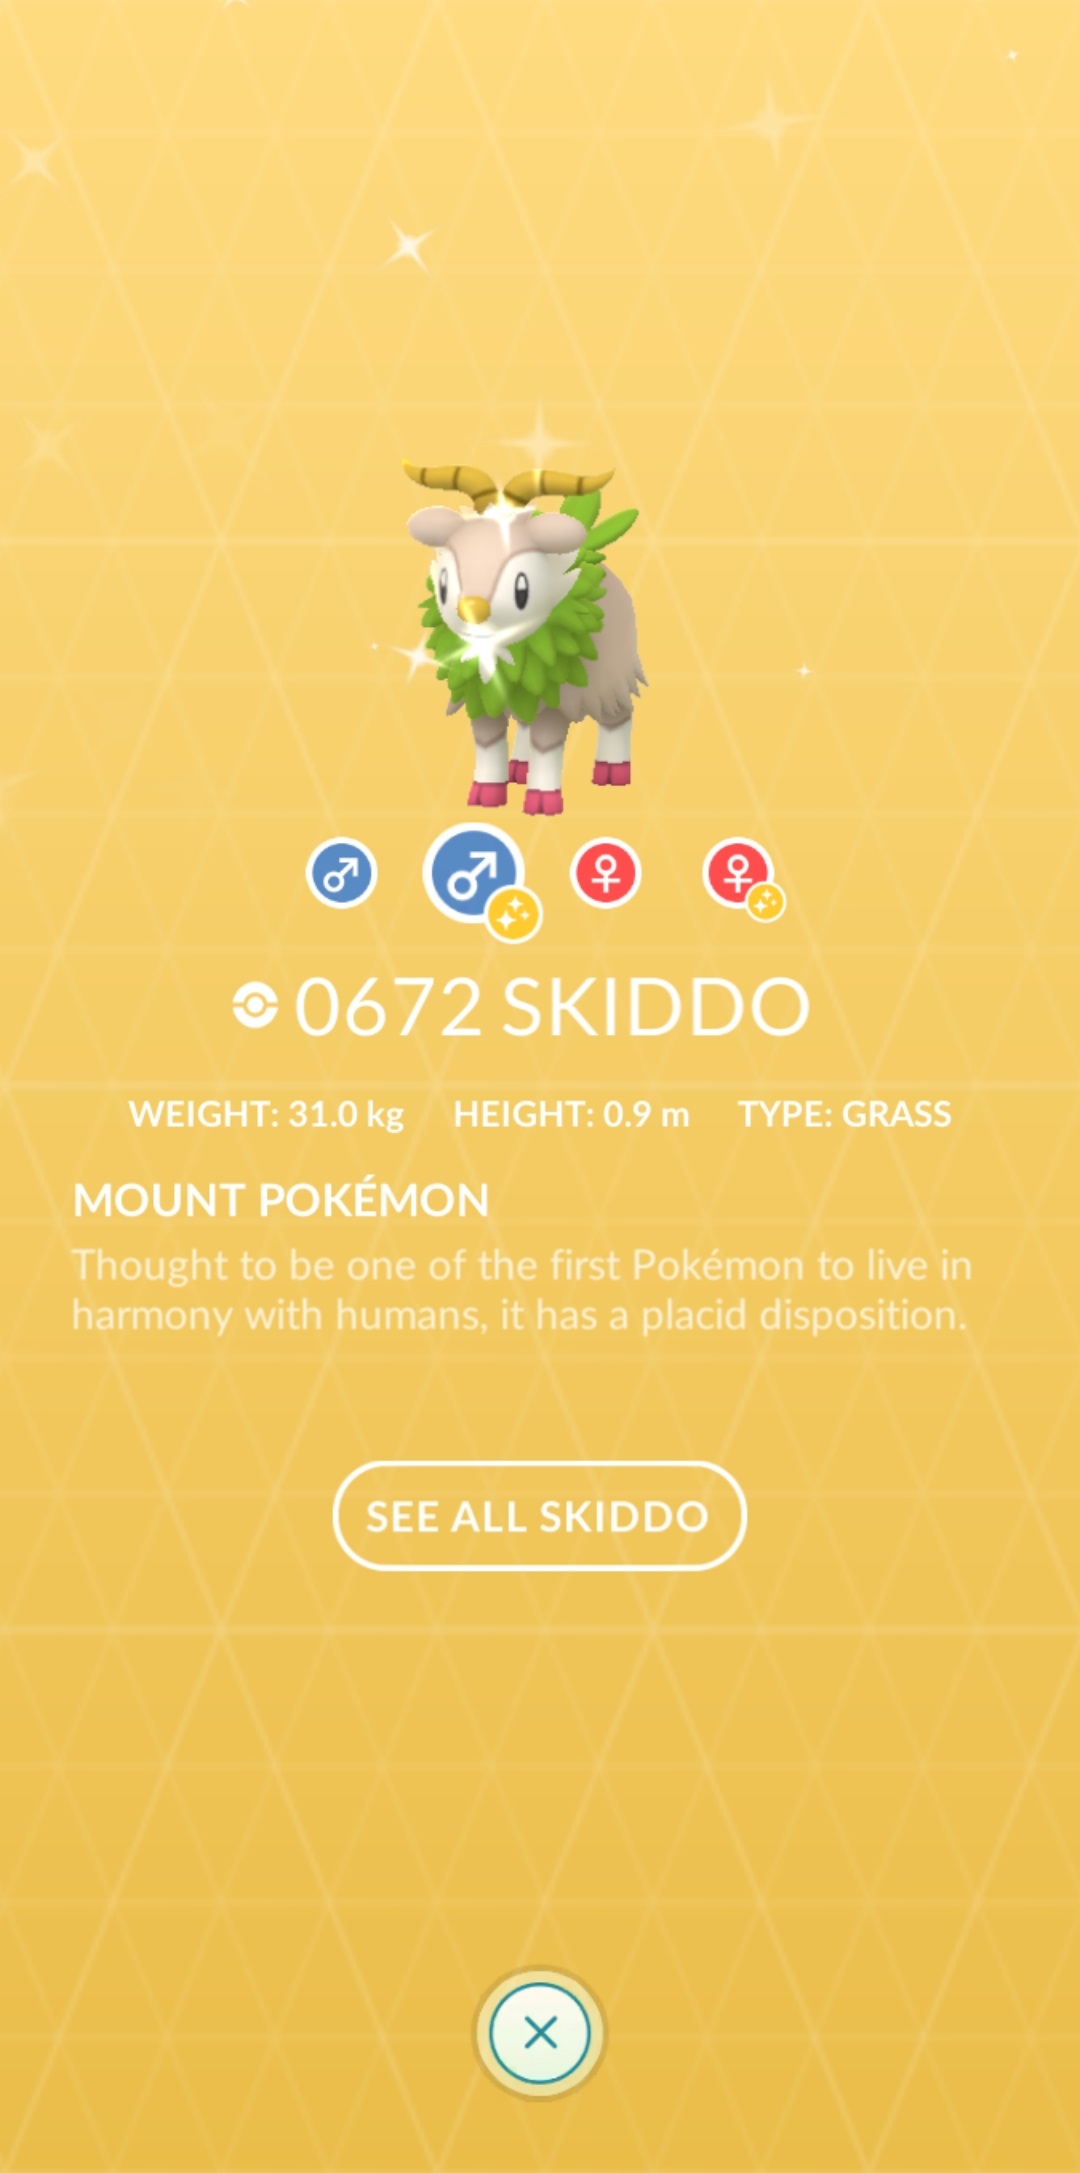 0672 SKIDDO
WEIGHT: 31.0 kg HEIGHT: 0.9 m TYPE: GRASS
MOUNT POKÉMON
Thought to be one of the first Pokémon to live in
harmony with humans, it has a placid disposition.
SEE ALL SKIDDO